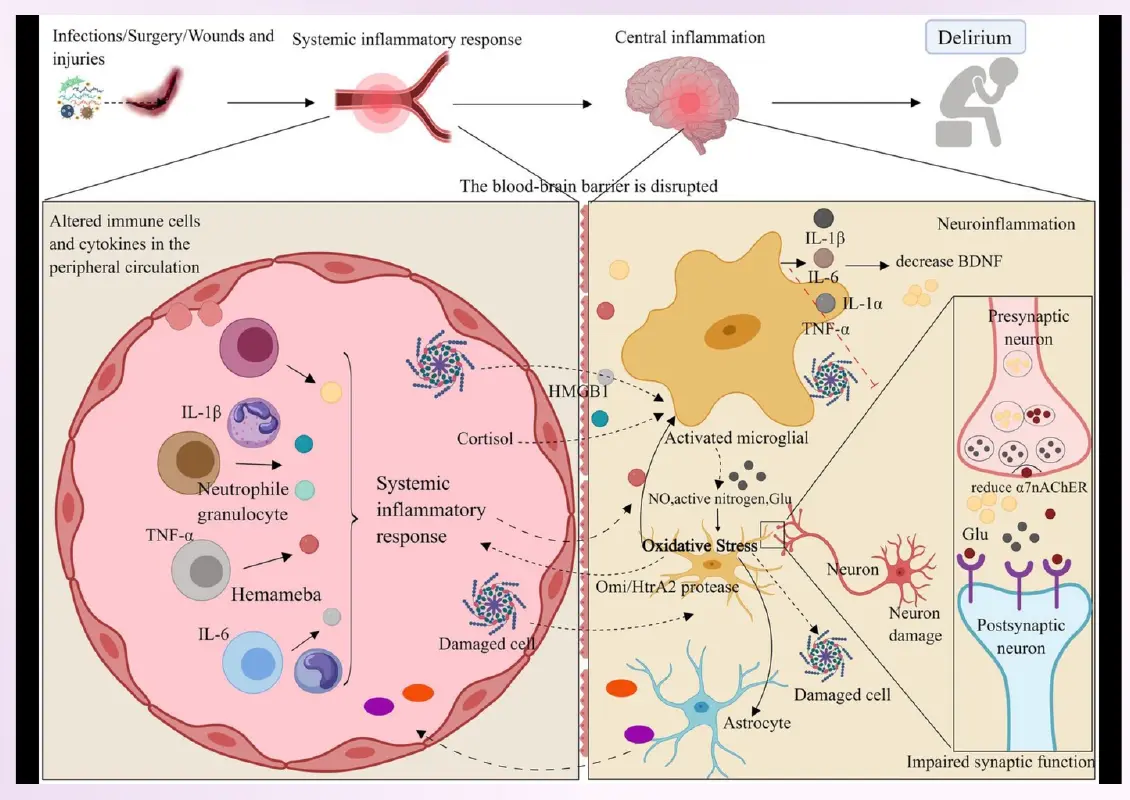 Infections/Surgery/Wounds and
injuries
Systemic inflammatory response
Central inflammation
Delirium
The blood-brain barrier is disrupted
Altered immune cells
and cytokines in the
peripheral circulation
IL-1β
Neutrophile
granulocyte
TNF-α
Hemameba
IL-6
Systemic
inflammatory
response
HMGB1
Cortisol
Damaged cell
Neuroinflammation
IL-1β
IL-6
decrease BDNF
IL-1α
TNF-α
Activated microglial
NO,active nitrogen,Glu
Oxidative Stress
Omi/HtrA2 protease
Neuron
Neuron
damage
Damaged cell
Astrocyte
Presynaptic
neuron
reduce α7nAChER
Glu
Postsynaptic
neuron
Impaired synaptic function